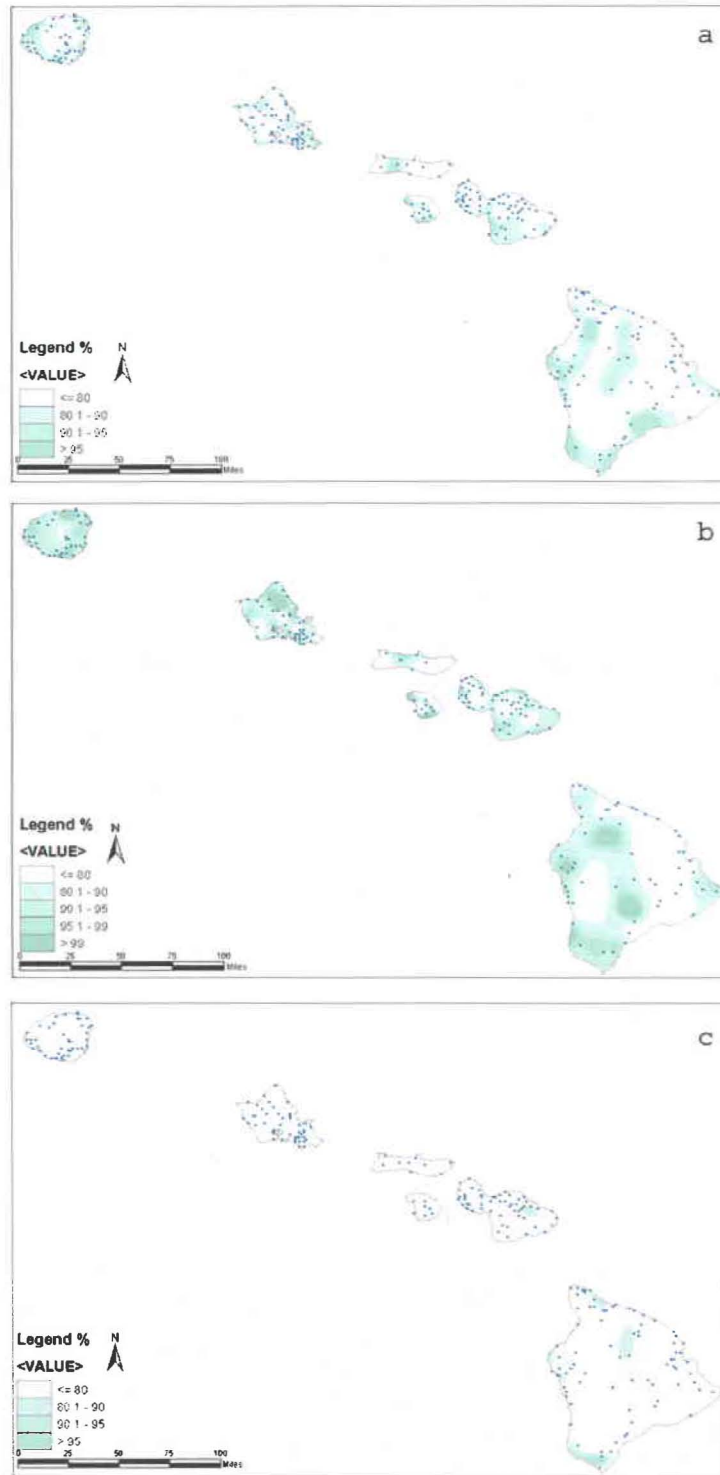 a
Legend %
N
<VALUE>
<= 80
80.1 - 90
90.1 - 95
> 95
0 25 50 75 100
Miles
b
Legend %
N
<VALUE>
<= 80
80.1 - 90
90.1 - 95
95.1 - 99
> 99
0 25 50 75 100
Miles
c
Legend %
N
<VALUE>
<= 80
80.1 - 90
90.1 - 95
> 95
0 25 50 75 100
Miles